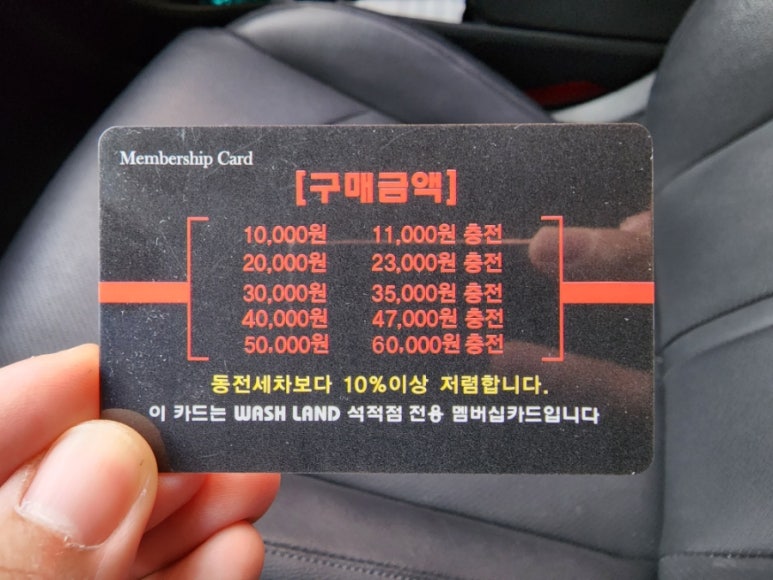 Membership Card
[구매금액]
10,000원 11,000원 충전
20,000원 23,000원 충전
30,000원 35,000원 충전
40,000원 47,000원 충전
50,000원 60,000원 충전
동전세차보다 10%이상 저렴합니다.
이 카드는 WASH LAND 석적점 전용 멤버십카드입니다